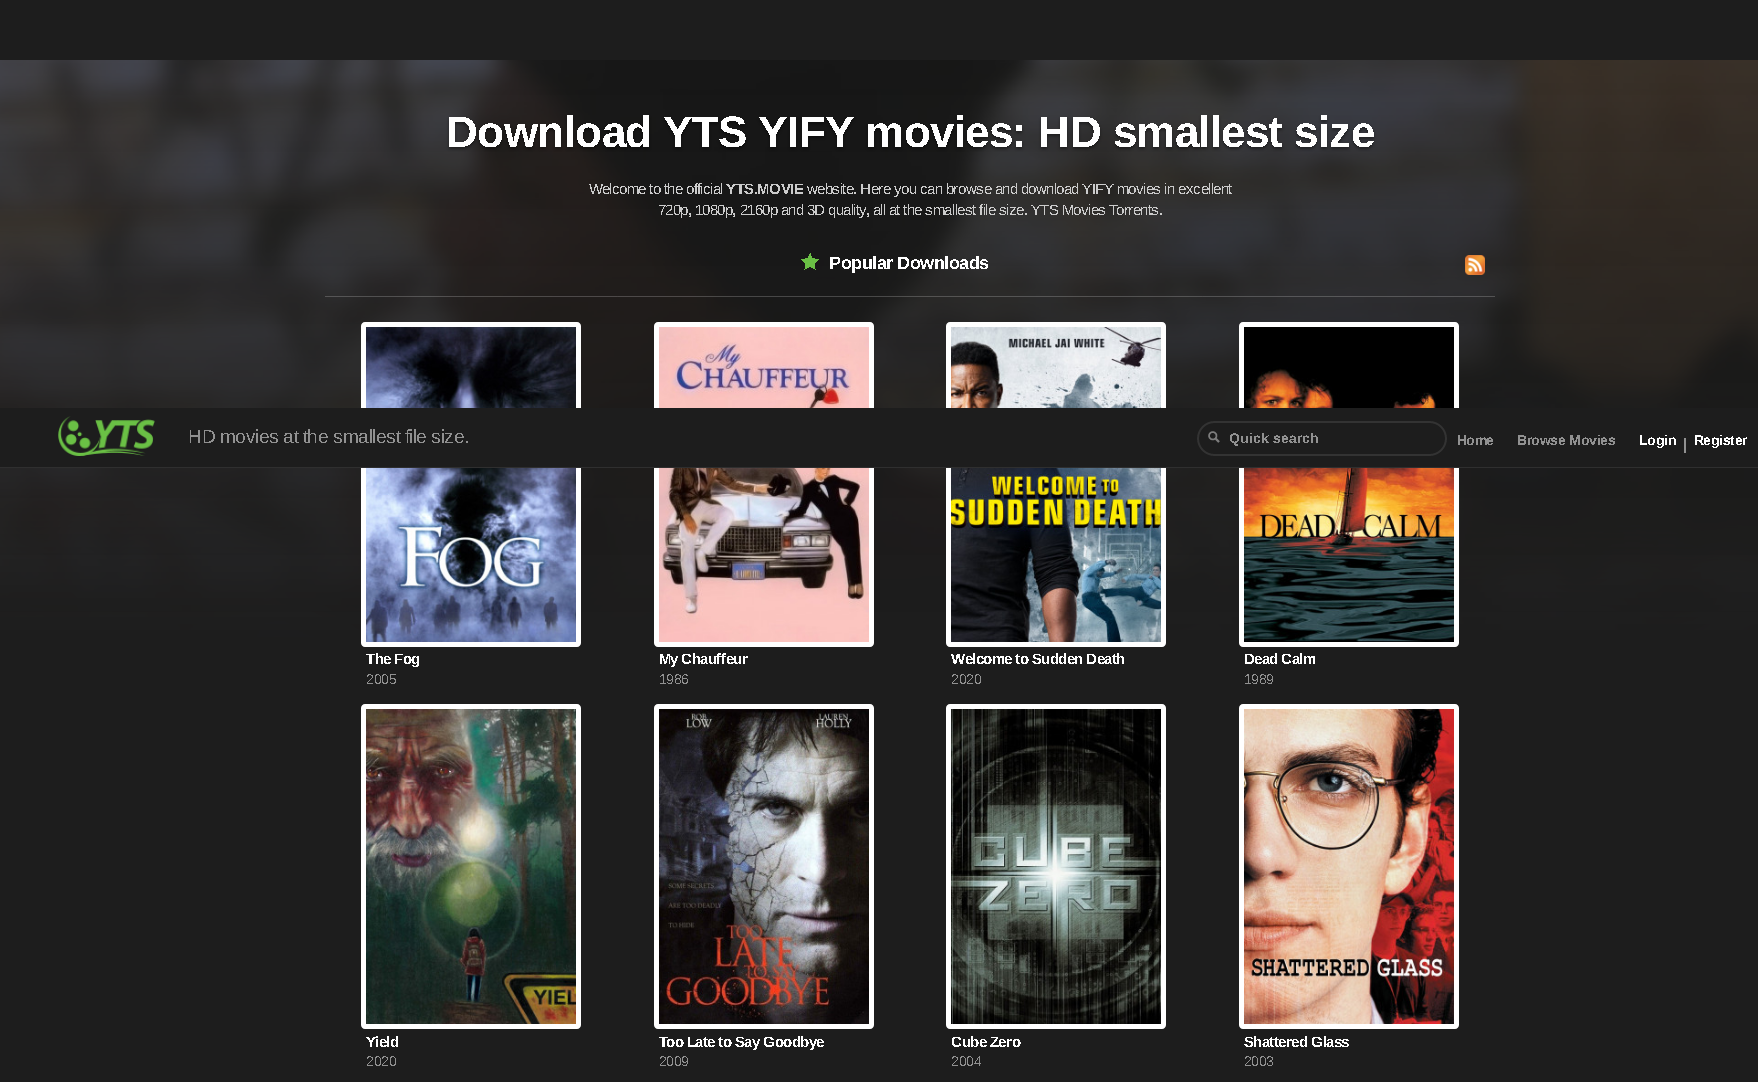 Download YTS YIFY movies: HD smallest size
Welcome to the official YTS.MOVIE website. Here you can browse and download YIFY movies in excellent
720p, 1080p, 2160p and 3D quality, all at the smallest file size. YTS Movies Torrents.
Popular Downloads
My
CHAUFFEUR
MICHAEL JAI WHITE
YTS
HD movies at the smallest file size.
Quick search
Home
Browse Movies
Login | Register
FOG
WELCOME TO
SUDDEN DEATH
DEAD CALM
The Fog
2005
My Chauffeur
1986
Welcome to Sudden Death
2020
Dead Calm
1989
YIEL
ROB
LOW
LAUREN
HOLLY
SOME SECRETS
ARE TOO DEADLY
TO HIDE
TOO
LATE
TO SAY
GOODBYE
CUBE
ZERO
SHATTERED GLASS
Yield
2020
Too Late to Say Goodbye
2009
Cube Zero
2004
Shattered Glass
2003